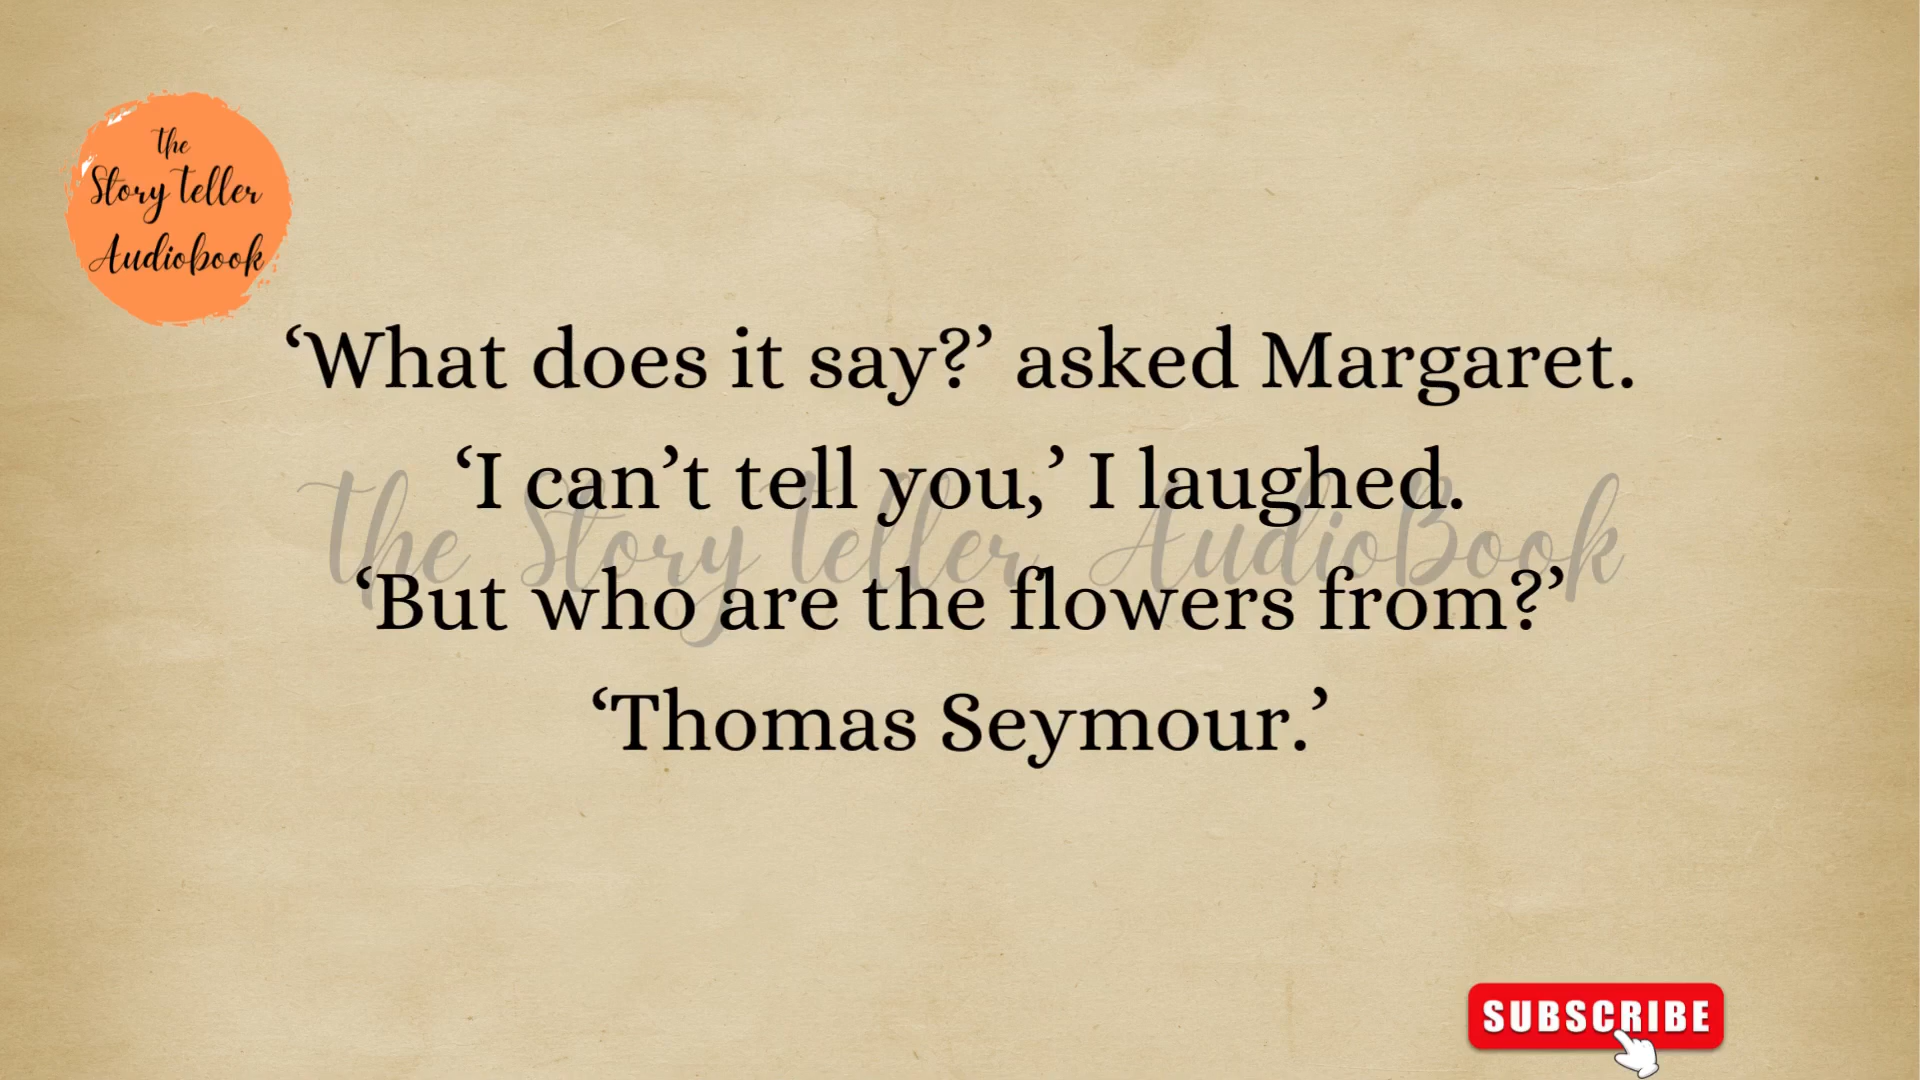 the
Story teller
Audiobook
‘What does it say?’ asked Margaret.
‘I can’t tell you,’ I laughed.
the Story teller AudioBook
‘But who are the flowers from?’
‘Thomas Seymour.’
SUBSCRIBE